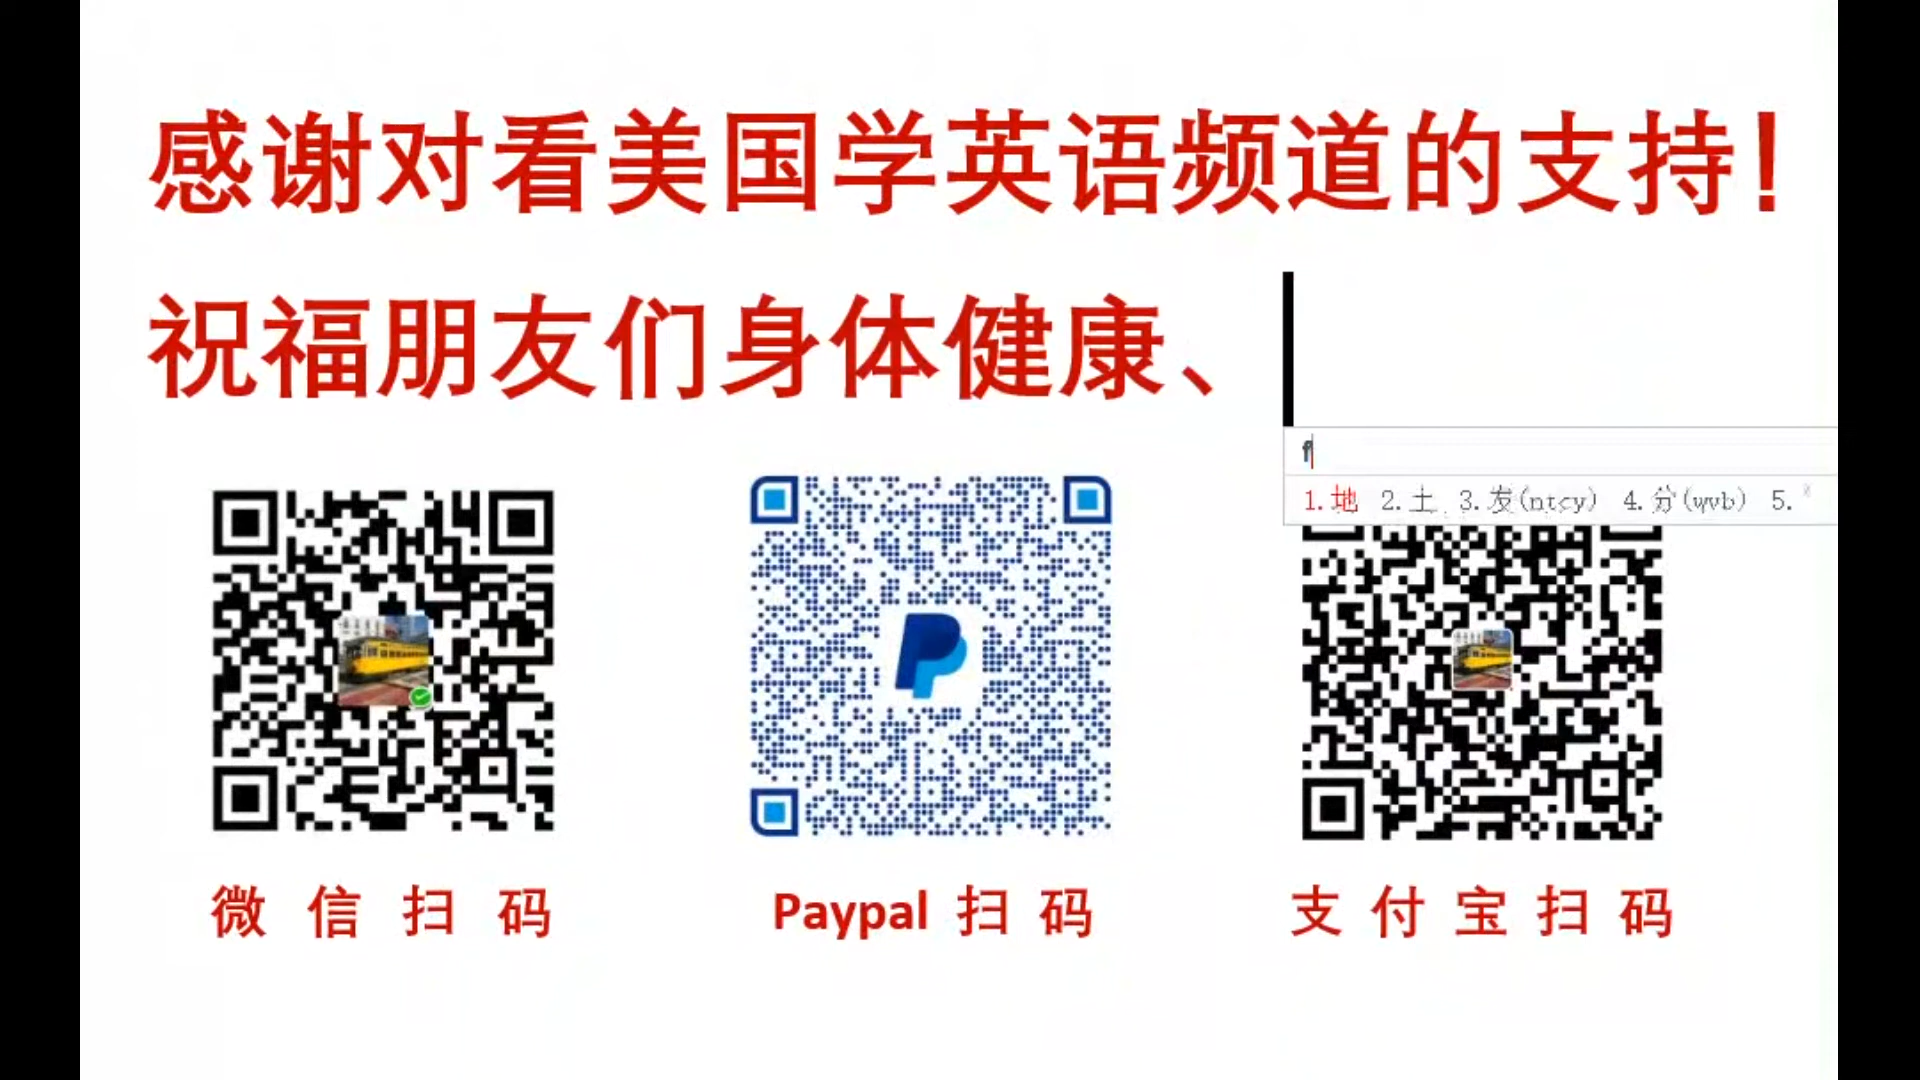 感谢对看美国学英语频道的支持！
祝福朋友们身体健康、
f
1.地 2.土 3.发(ntcy) 4.分(wvb) 5.
微信扫码
Paypal 扫码
支付宝扫码